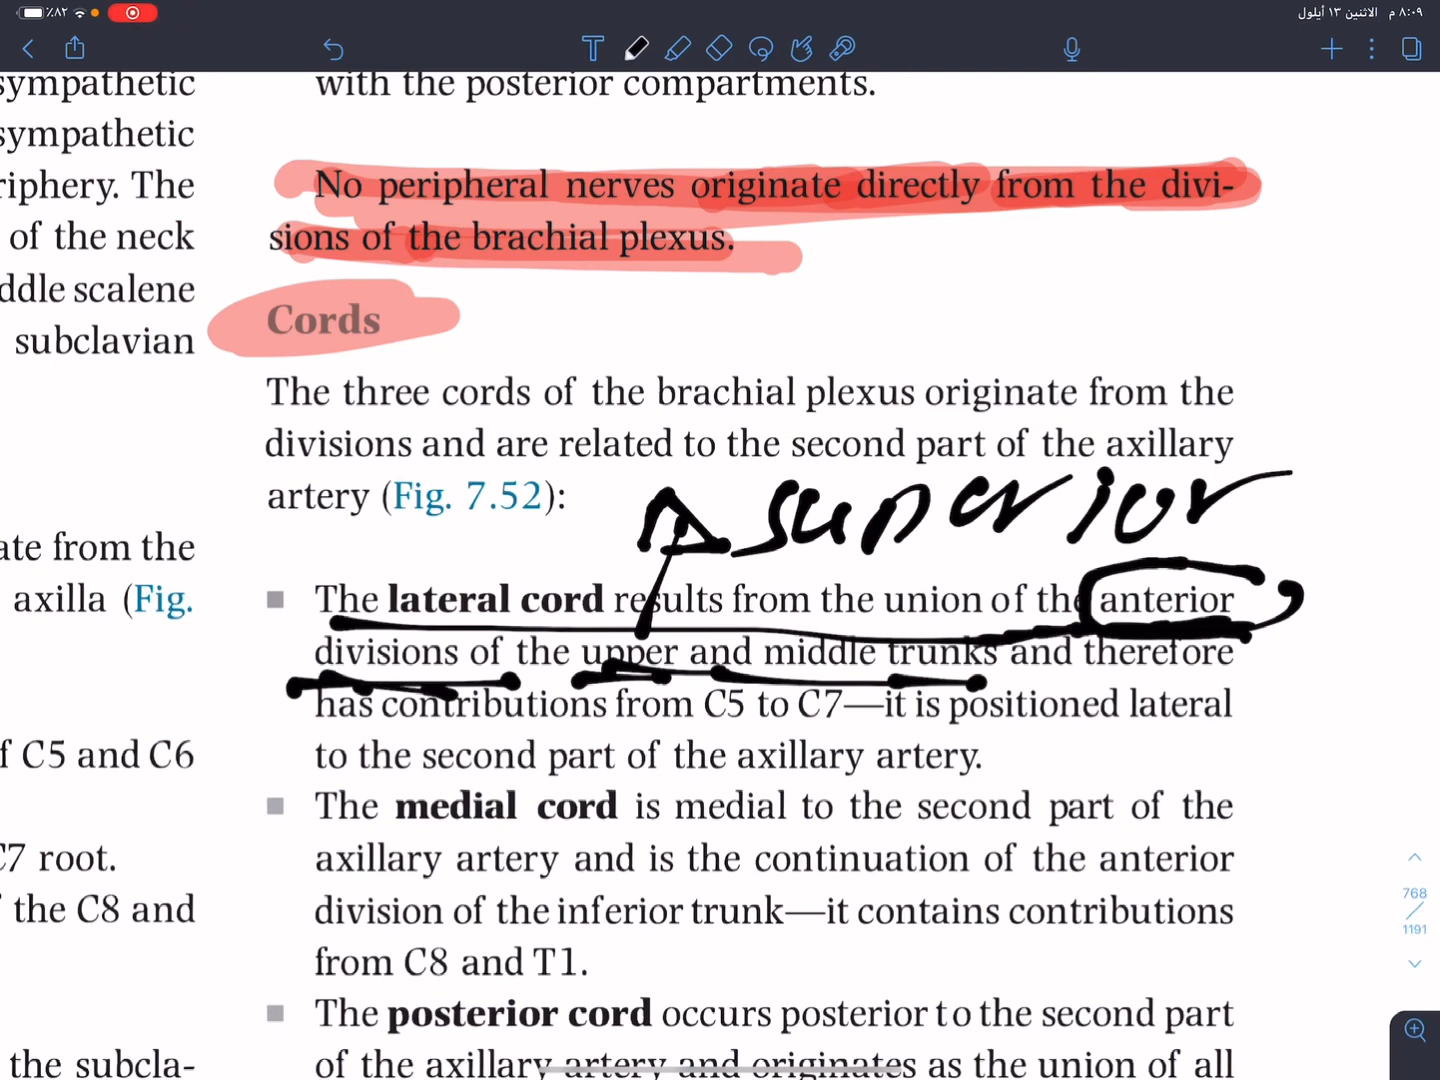 ٪٨٢
٨:٠٩ م الاثنين ١٣ أيلول
sympathetic
sympathetic
riphery. The
of the neck
ddle scalene
subclavian
ate from the
axilla (Fig.
f C5 and C6
C7 root.
the C8 and
the subcla-
with the posterior compartments.
No peripheral nerves originate directly from the divi-
sions of the brachial plexus.
Cords
The three cords of the brachial plexus originate from the
divisions and are related to the second part of the axillary
artery (Fig. 7.52):
superior
The lateral cord results from the union of the anterior
divisions of the upper and middle trunks and therefore
has contributions from C5 to C7—it is positioned lateral
to the second part of the axillary artery.
The medial cord is medial to the second part of the
axillary artery and is the continuation of the anterior
division of the inferior trunk—it contains contributions
from C8 and T1.
The posterior cord occurs posterior to the second part
of the axillary artery and originates as the union of all
768
1191